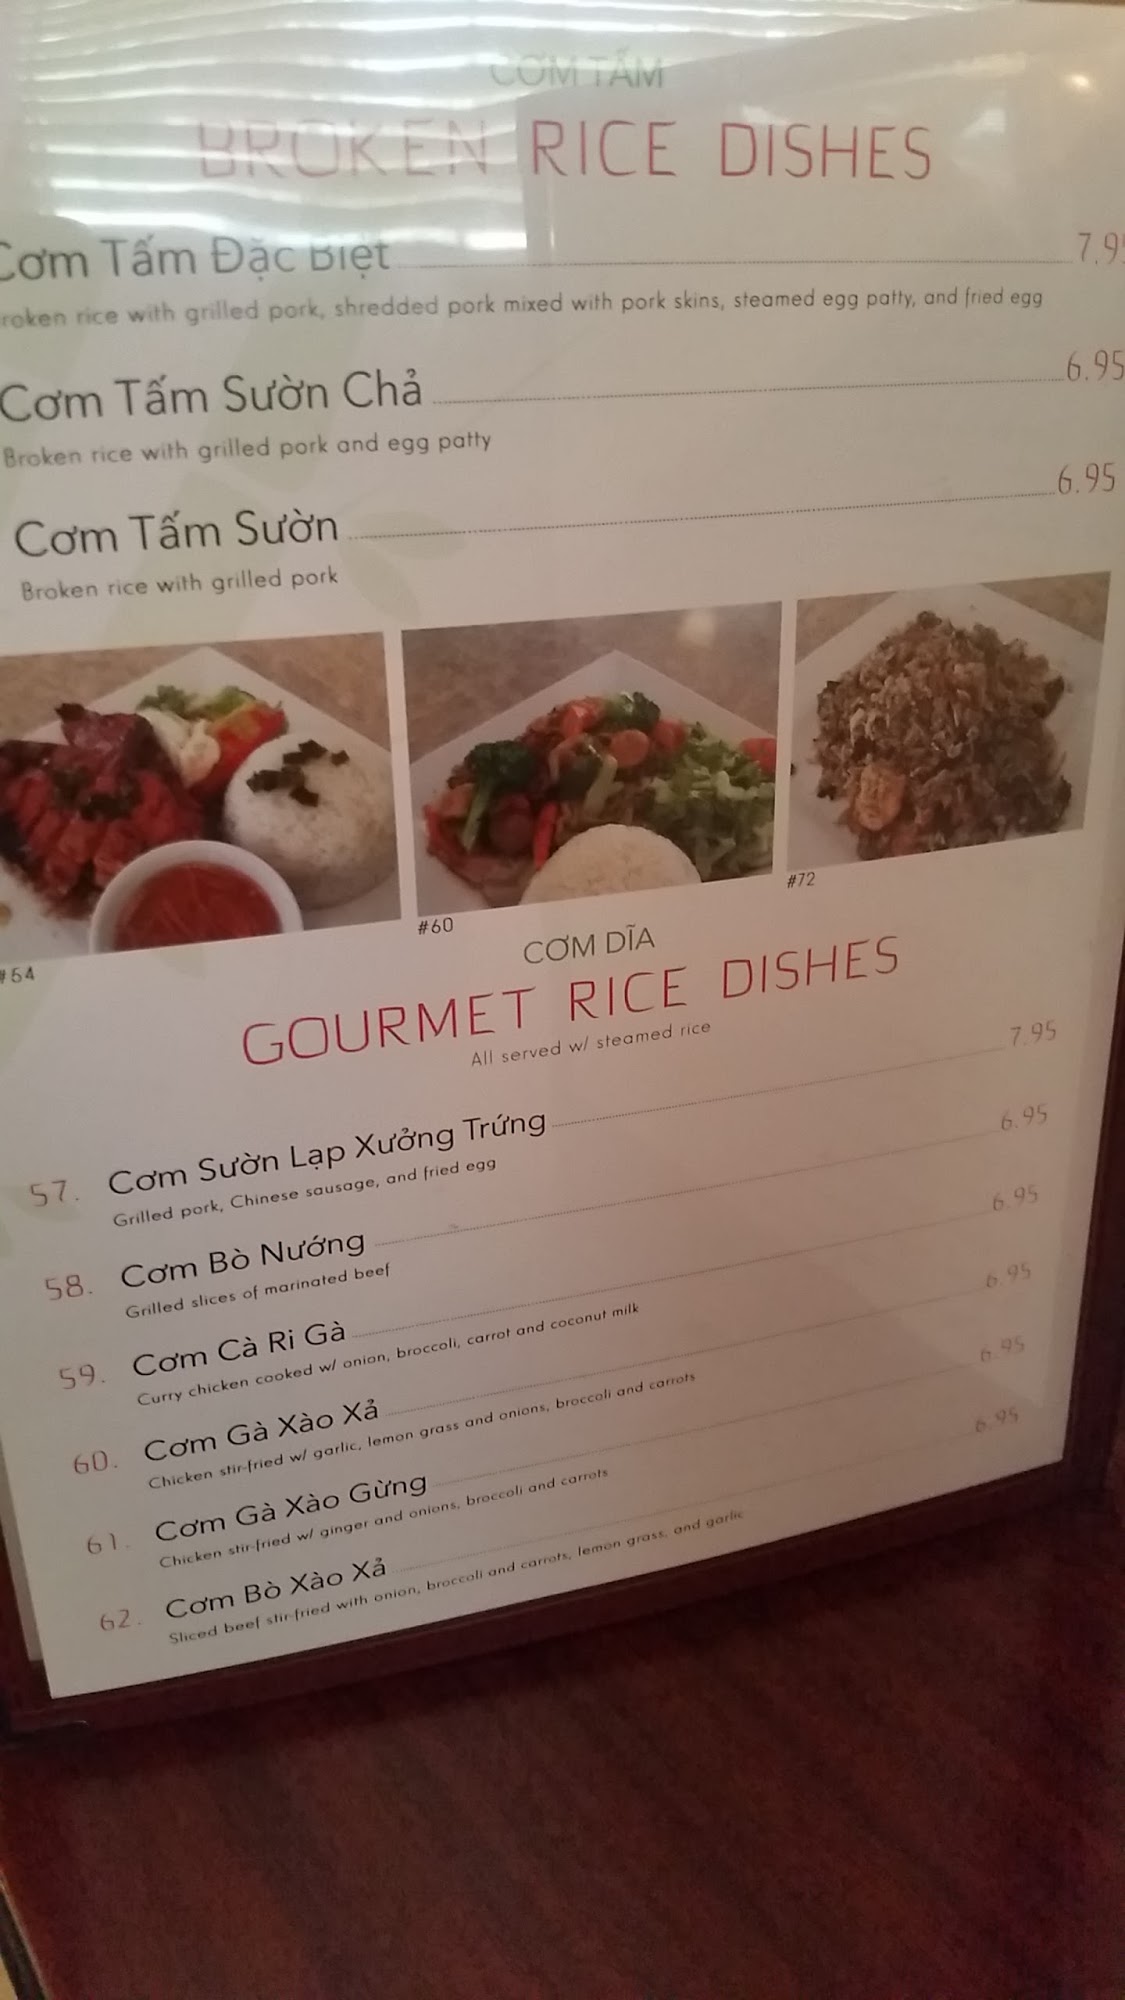 CƠM TẤM
BROKEN RICE DISHES
Cơm Tấm Đặc Biệt 7.95
Broken rice with grilled pork, shredded pork mixed with pork skins, steamed egg patty, and fried egg
Cơm Tấm Sườn Chả 6.95
Broken rice with grilled pork and egg patty
Cơm Tấm Sườn 6.95
Broken rice with grilled pork
#54
#60
#72
CƠM DĨA
GOURMET RICE DISHES
All served w/ steamed rice
57. Cơm Sườn Lạp Xưởng Trứng 7.95
Grilled pork, Chinese sausage, and fried egg
58. Cơm Bò Nướng 6.95
Grilled slices of marinated beef
59. Cơm Cà Ri Gà 6.95
Curry chicken cooked w/ onion, broccoli, carrot and coconut milk
60. Cơm Gà Xào Xả 6.95
Chicken stir-fried w/ garlic, lemon grass and onions, broccoli and carrots
61. Cơm Gà Xào Gừng 6.95
Chicken stir-fried w/ ginger and onions, broccoli and carrots
62. Cơm Bò Xào Xả 6.95
Sliced beef stir-fried with onion, broccoli and carrots, lemon grass, and garlic